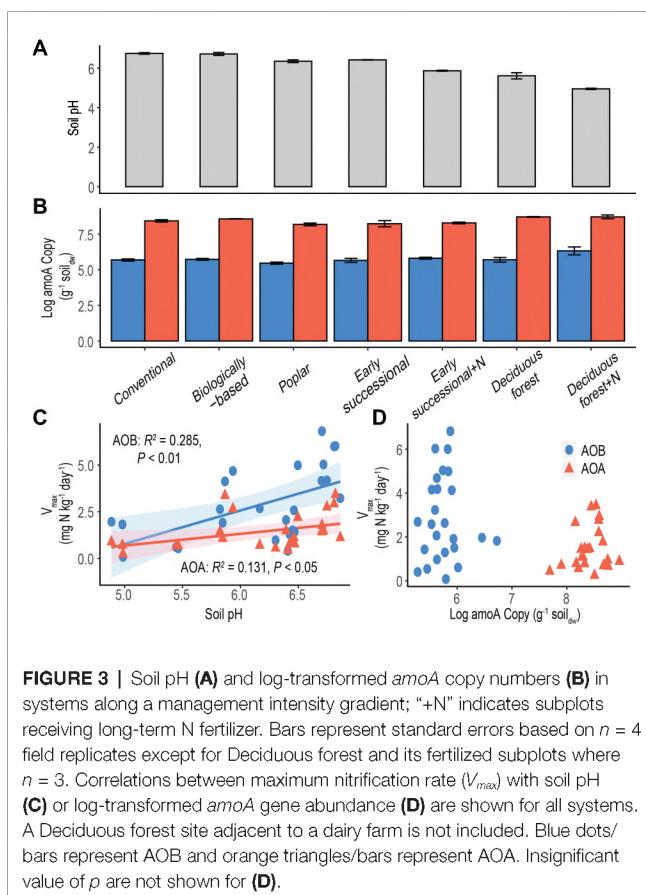 A
Soil pH
6
4
2
0
B
Log amoA Copy
(g⁻¹ soil_dw)
7.5
5.0
2.5
0.0
Conventional
Biologically
–based
Poplar
Early
successional
Early
successional+N
Deciduous
forest
Deciduous
forest+N
C
AOB: R² = 0.285,
P < 0.01
V_max
(mg N kg⁻¹ day⁻¹)
5.0
2.5
0.0
AOA: R² = 0.131, P < 0.05
5.0 5.5 6.0 6.5
Soil pH
D
AOB
AOA
V_max
(mg N kg⁻¹ day⁻¹)
6
4
2
0
6 7 8
Log amoA Copy (g⁻¹ soil_dw)
FIGURE 3 | Soil pH (A) and log-transformed amoA copy numbers (B) in
systems along a management intensity gradient; “+N” indicates subplots
receiving long-term N fertilizer. Bars represent standard errors based on n = 4
field replicates except for Deciduous forest and its fertilized subplots where
n = 3. Correlations between maximum nitrification rate (V_max) with soil pH
(C) or log-transformed amoA gene abundance (D) are shown for all systems.
A Deciduous forest site adjacent to a dairy farm is not included. Blue dots/
bars represent AOB and orange triangles/bars represent AOA. Insignificant
value of p are not shown for (D).